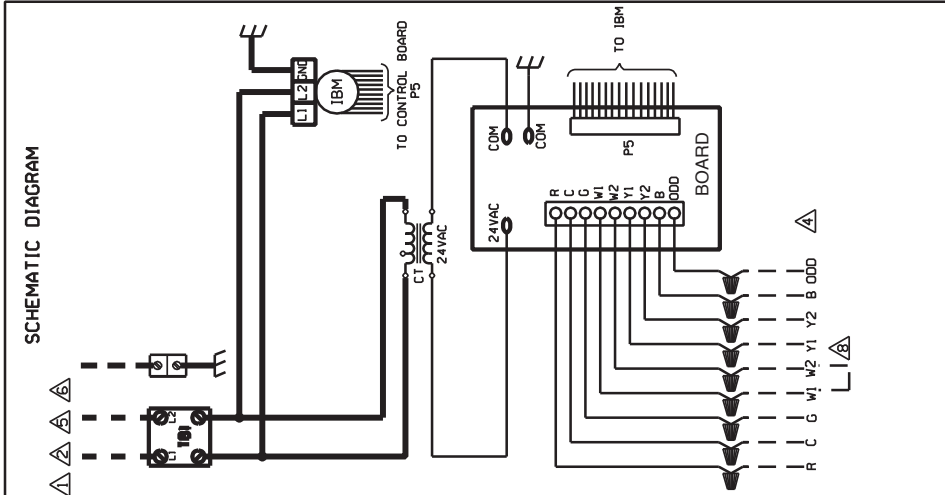 SCHEMATIC DIAGRAM
1
2
5
6
L1
L2
TB1
GND
L2
L1
IBM
TO CONTROL BOARD
P5
CT
24VAC
TO IBM
COM
COM
24VAC
P5
BOARD
R
C
G
W1
W2
Y1
Y2
B
ODD
4
R
C
G
W1
W2
Y1
Y2
B
ODD
8